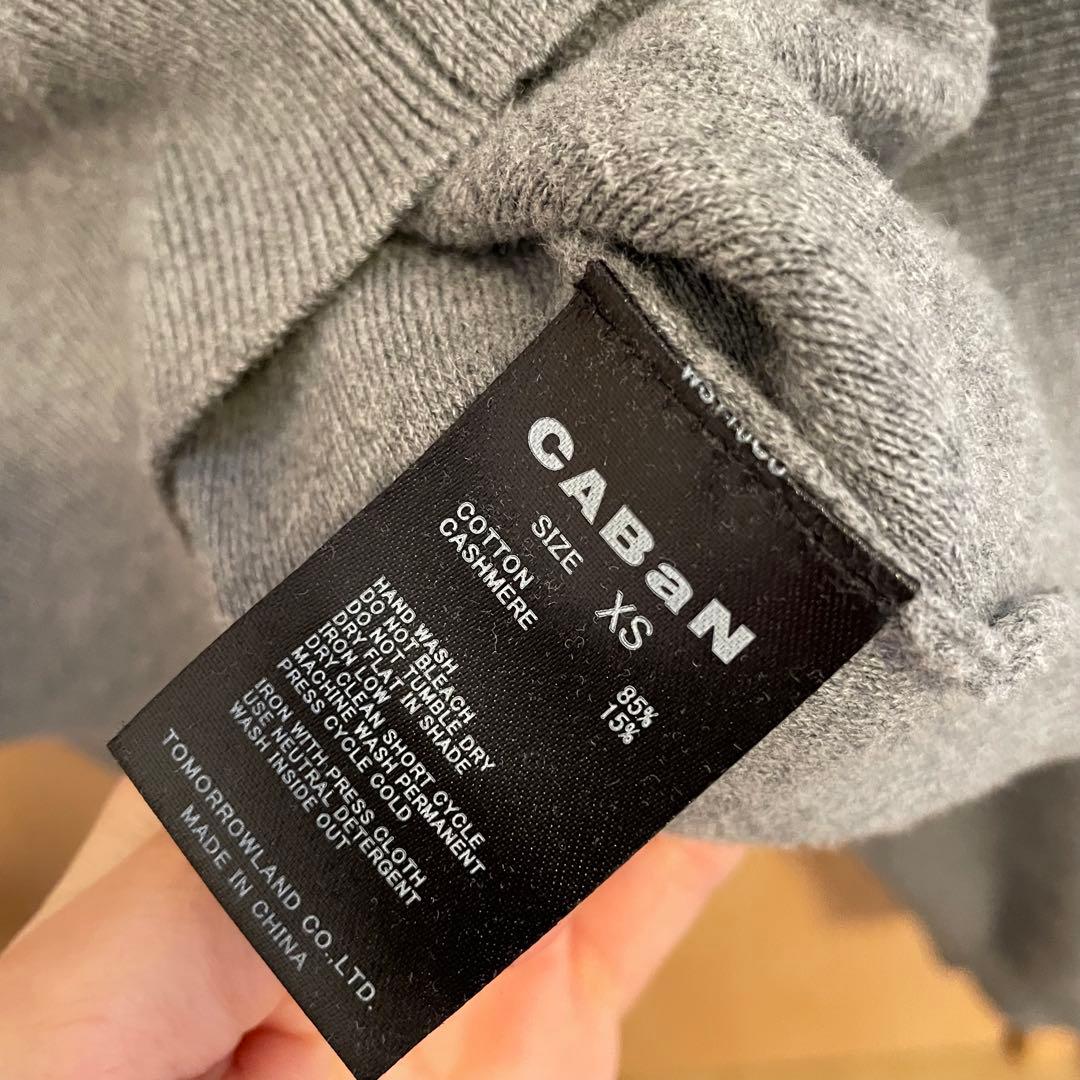 CABaN
SIZE XS
COTTON 85%
CASHMERE 15%
HAND WASH
DO NOT BLEACH
DO NOT TUMBLE DRY
DRY FLAT IN SHADE
IRON LOW
DRY CLEAN SHORT CYCLE
MACHINE WASH PERMANENT
PRESS CYCLE COLD
IRON WITH PRESS CLOTH
USE NEUTRAL DETERGENT
WASH INSIDE OUT
TOMORROWLAND CO.,LTD.
MADE IN CHINA